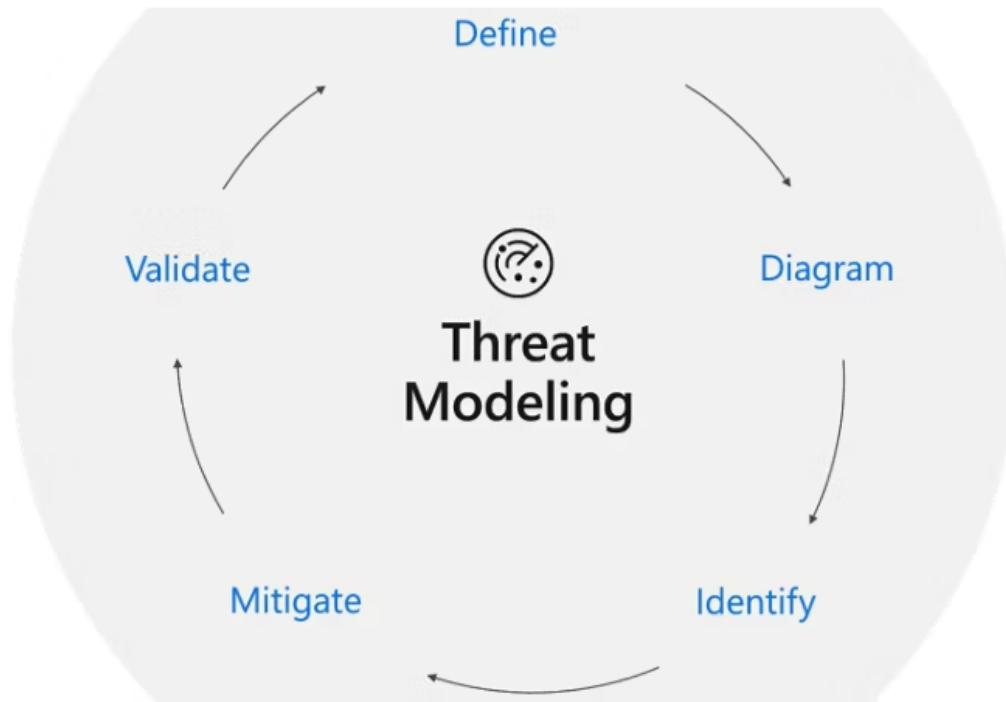 Define
Validate
Diagram
Threat
Modeling
Mitigate
Identify